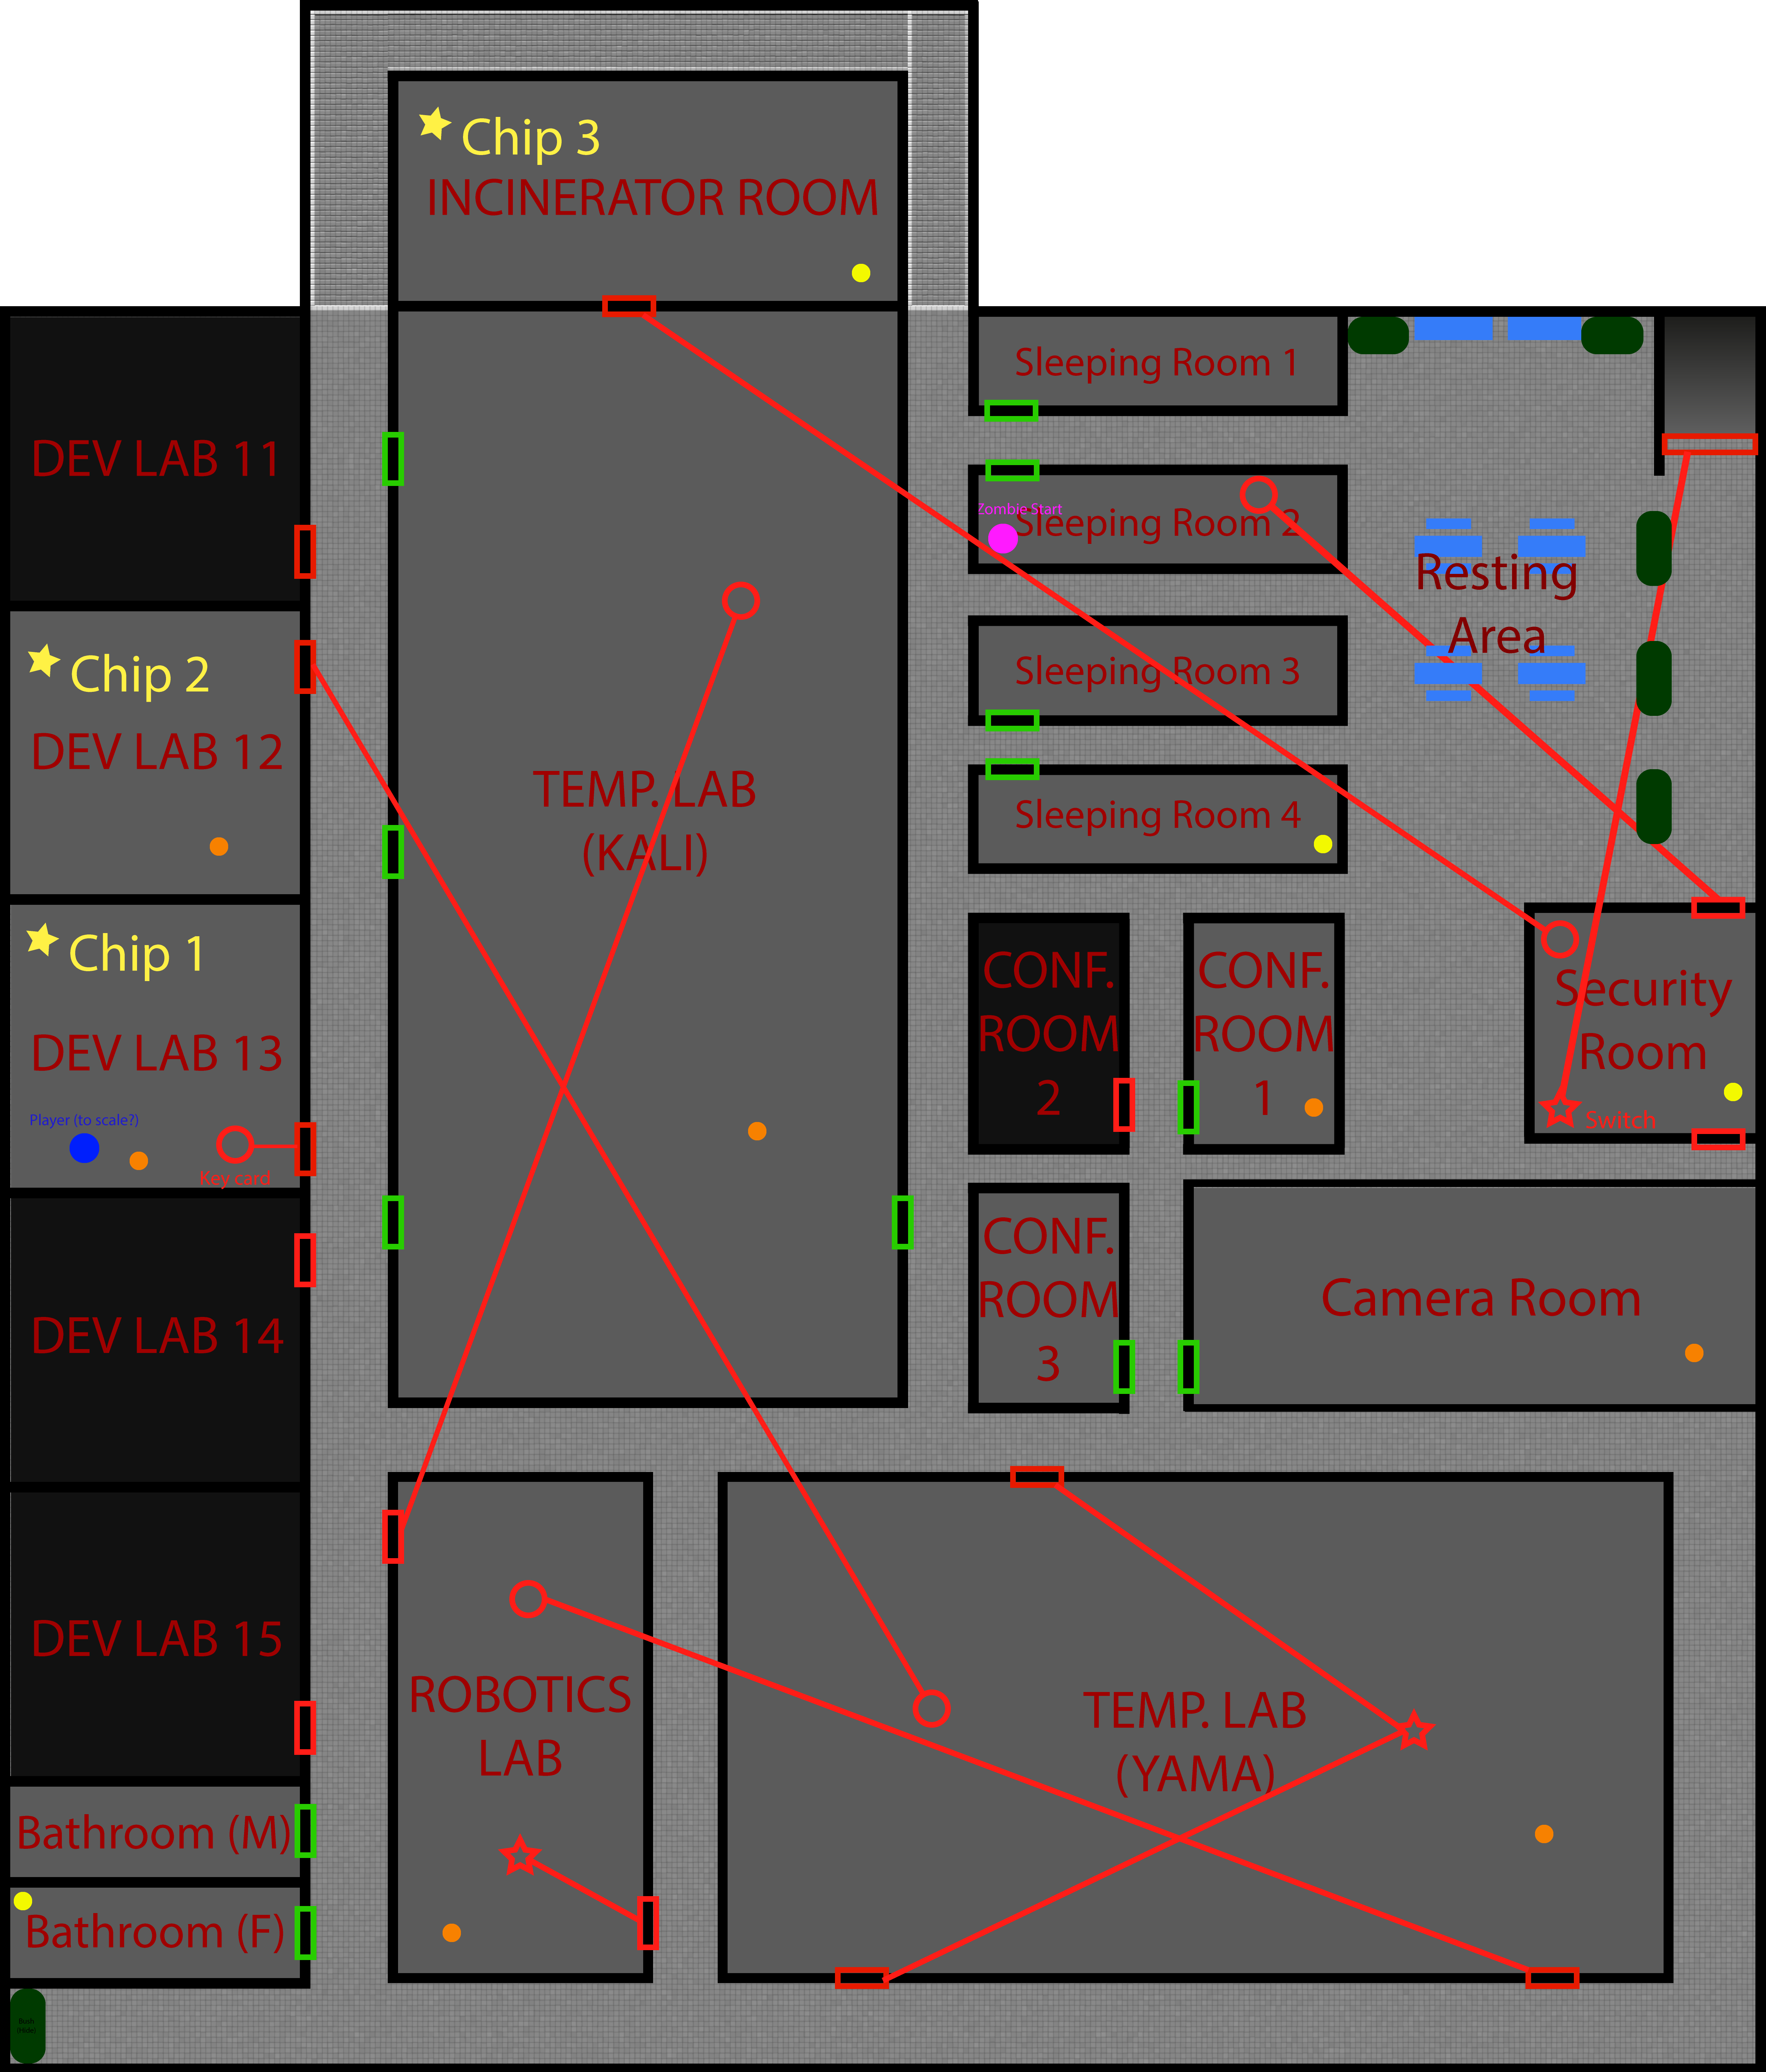 Chip 3
INCINERATOR ROOM
Sleeping Room 1
DEV LAB 11
Zombie Start
Sleeping Room 2
Resting
Area
Chip 2
DEV LAB 12
Sleeping Room 3
TEMP. LAB
(KALI)
Sleeping Room 4
Chip 1
DEV LAB 13
Player (to scale?)
Key card
CONF.
ROOM
2
CONF.
ROOM
1
Security
Room
Switch
DEV LAB 14
CONF.
ROOM
3
Camera Room
DEV LAB 15
ROBOTICS
LAB
TEMP. LAB
(YAMA)
Bathroom (M)
Bathroom (F)